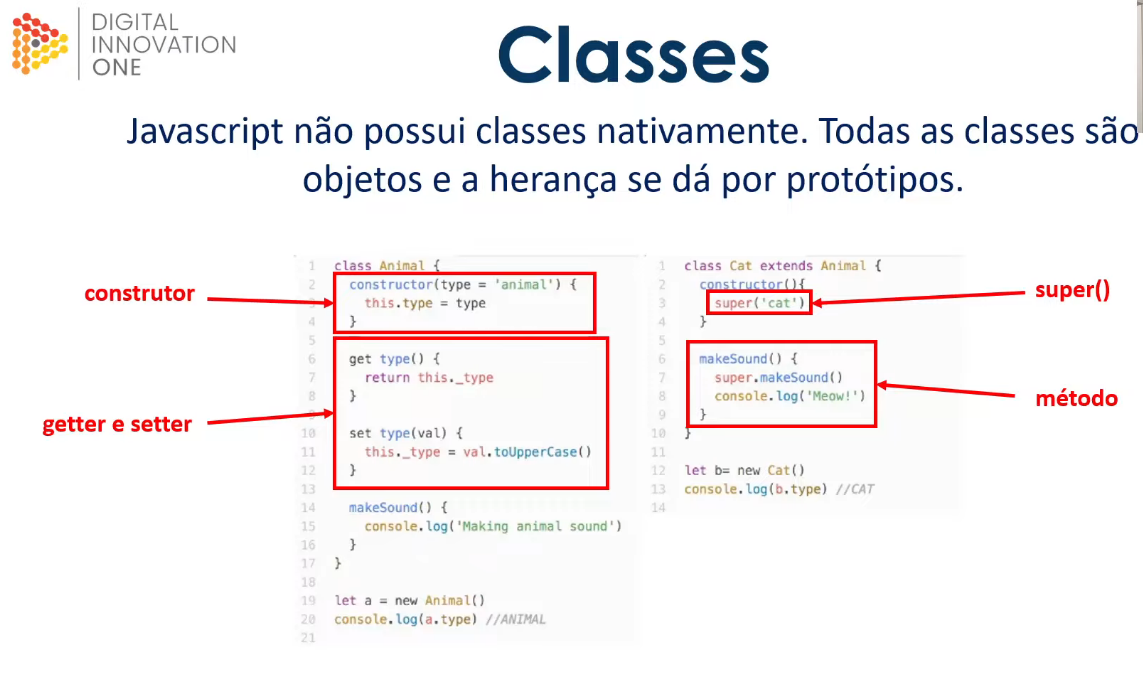 DIGITAL
INNOVATION
ONE
Classes
Javascript não possui classes nativamente. Todas as classes são
objetos e a herança se dá por protótipos.
construtor
getter e setter
1 class Animal {
2 constructor(type = 'animal') {
3 this.type = type
4 }
5
6 get type() {
7 return this._type
8 }
9
10 set type(val) {
11 this._type = val.toUpperCase()
12 }
13
14 makeSound() {
15 console.log('Making animal sound')
16 }
17 }
18
19 let a = new Animal()
20 console.log(a.type) //ANIMAL
21
1 class Cat extends Animal {
2 constructor(){
3 super('cat')
4 }
5
6 makeSound() {
7 super.makeSound()
8 console.log('Meow!')
9 }
10 }
11
12 let b= new Cat()
13 console.log(b.type) //CAT
14
super()
método